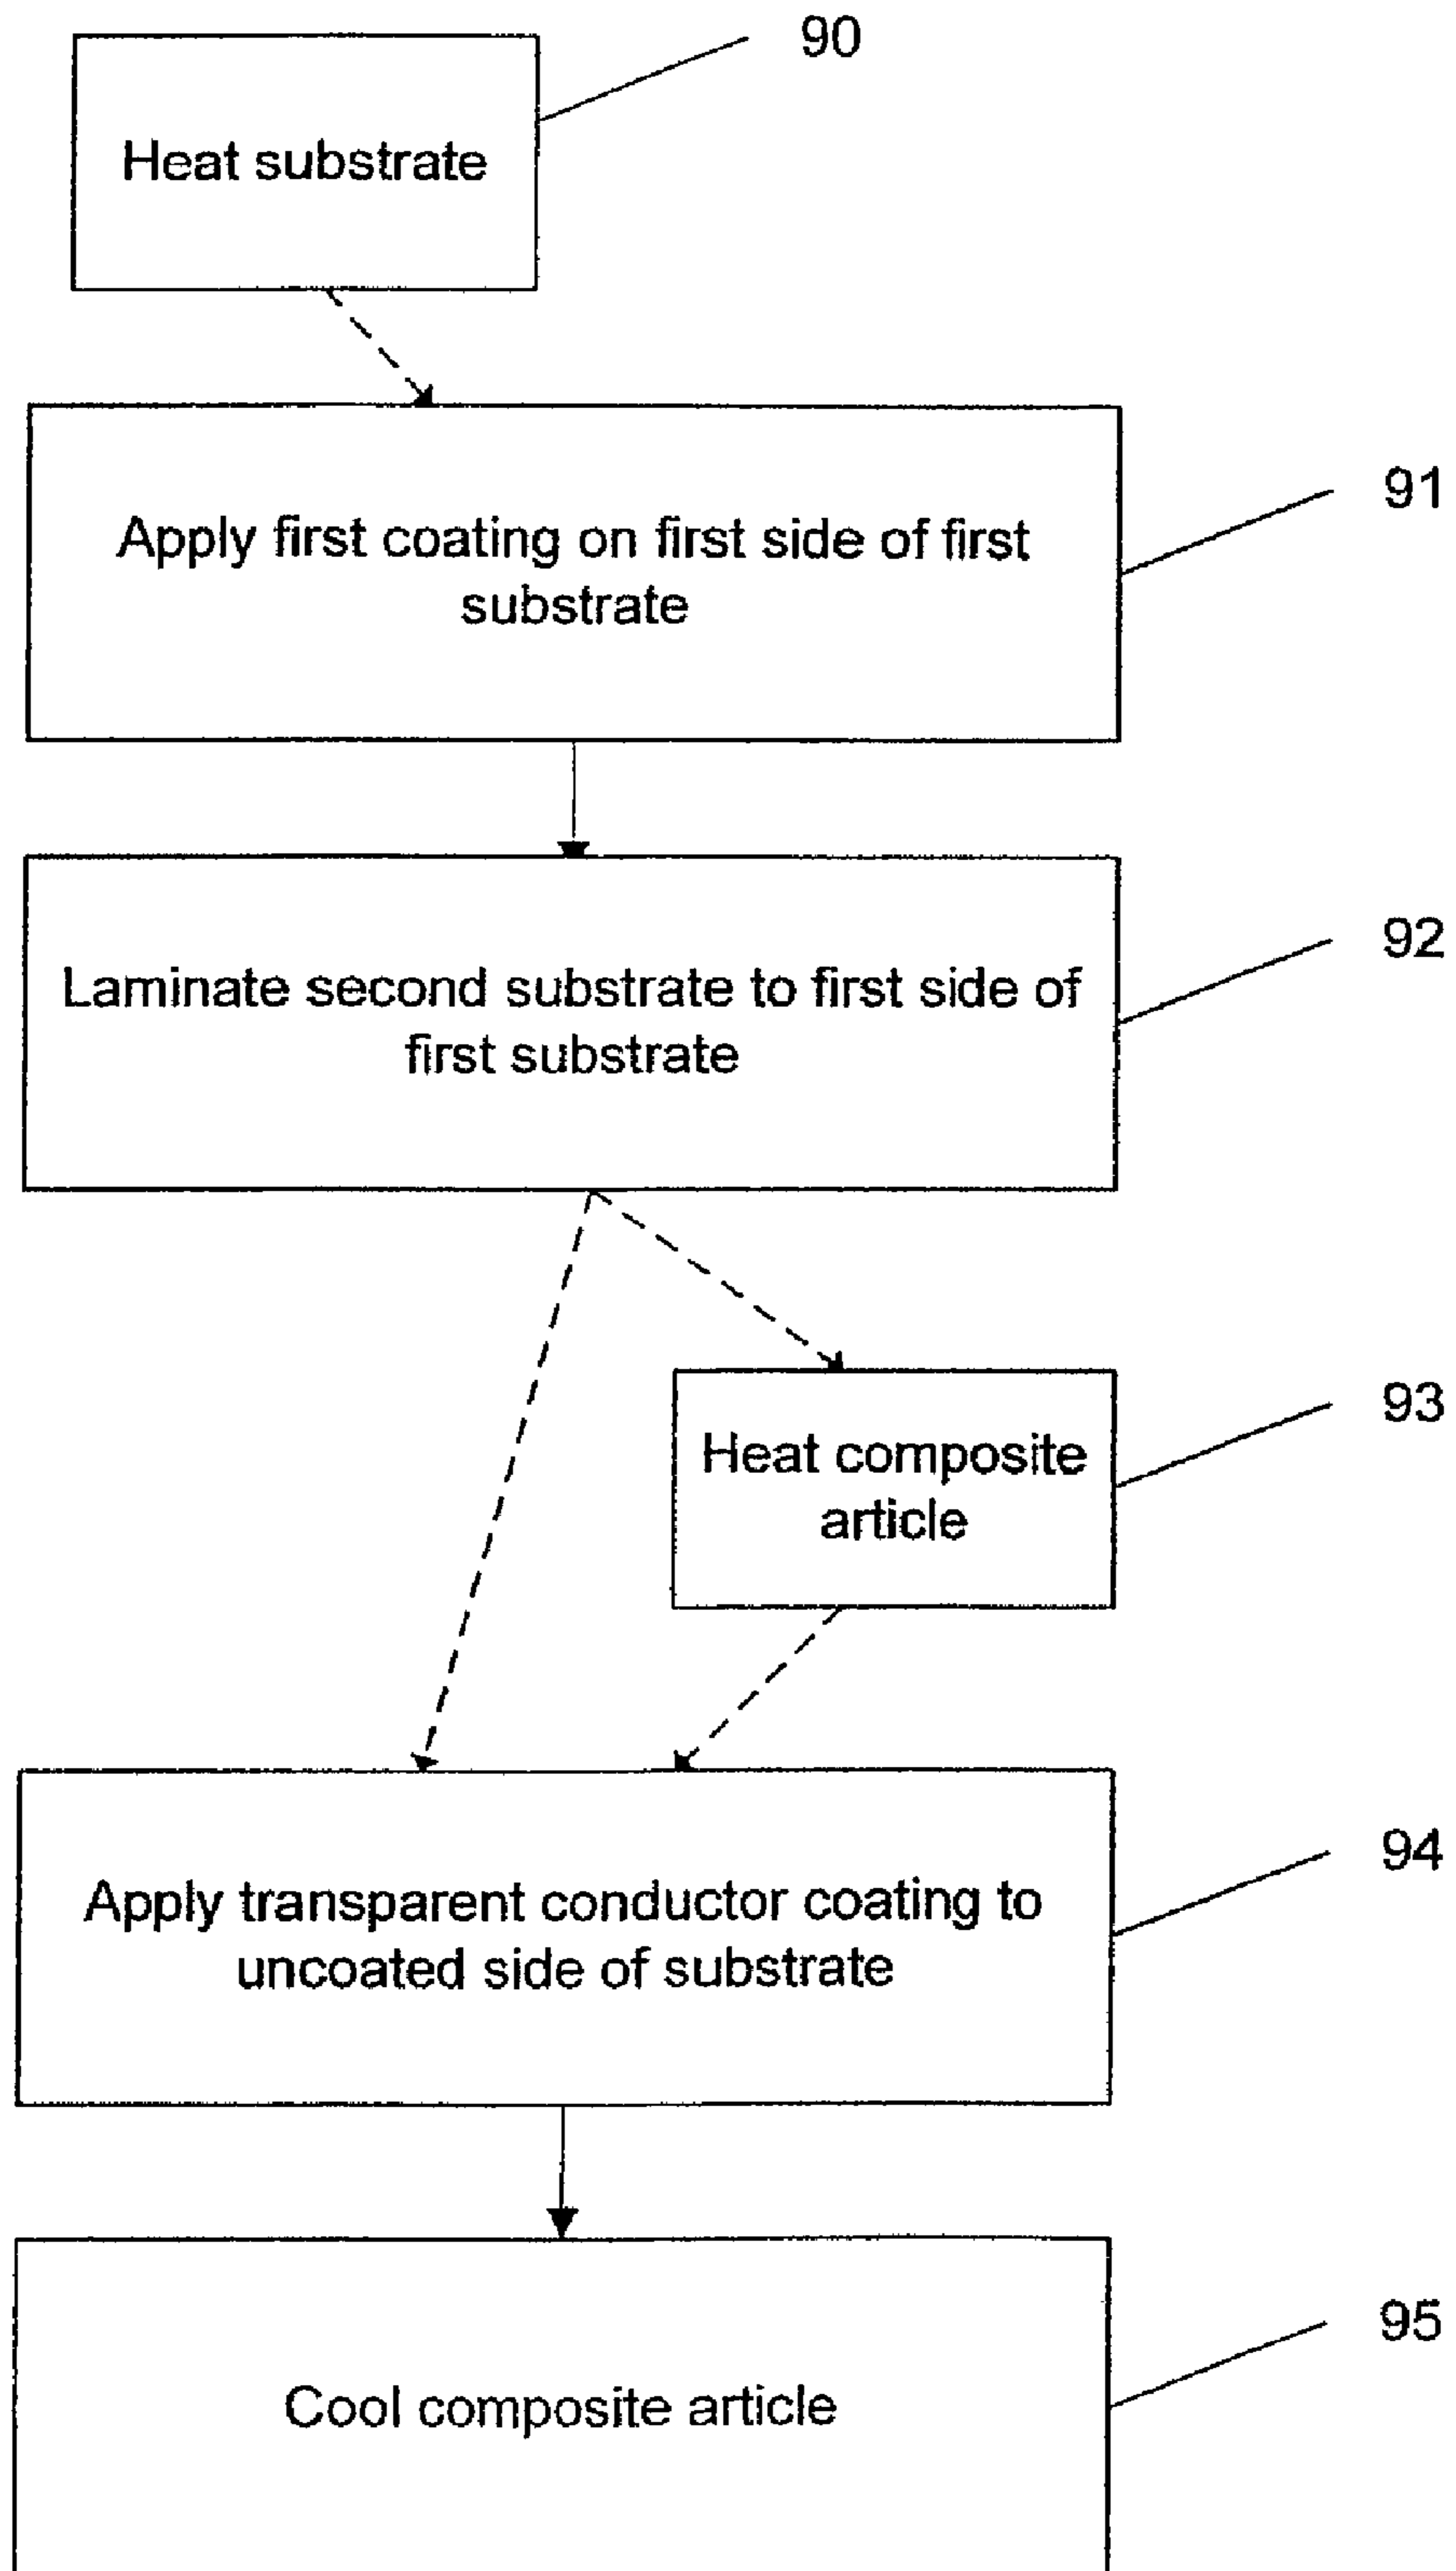 90
Heat substrate
91
Apply first coating on first side of first
substrate
92
Laminate second substrate to first side of
first substrate
93
Heat composite
article
94
Apply transparent conductor coating to
uncoated side of substrate
95
Cool composite article